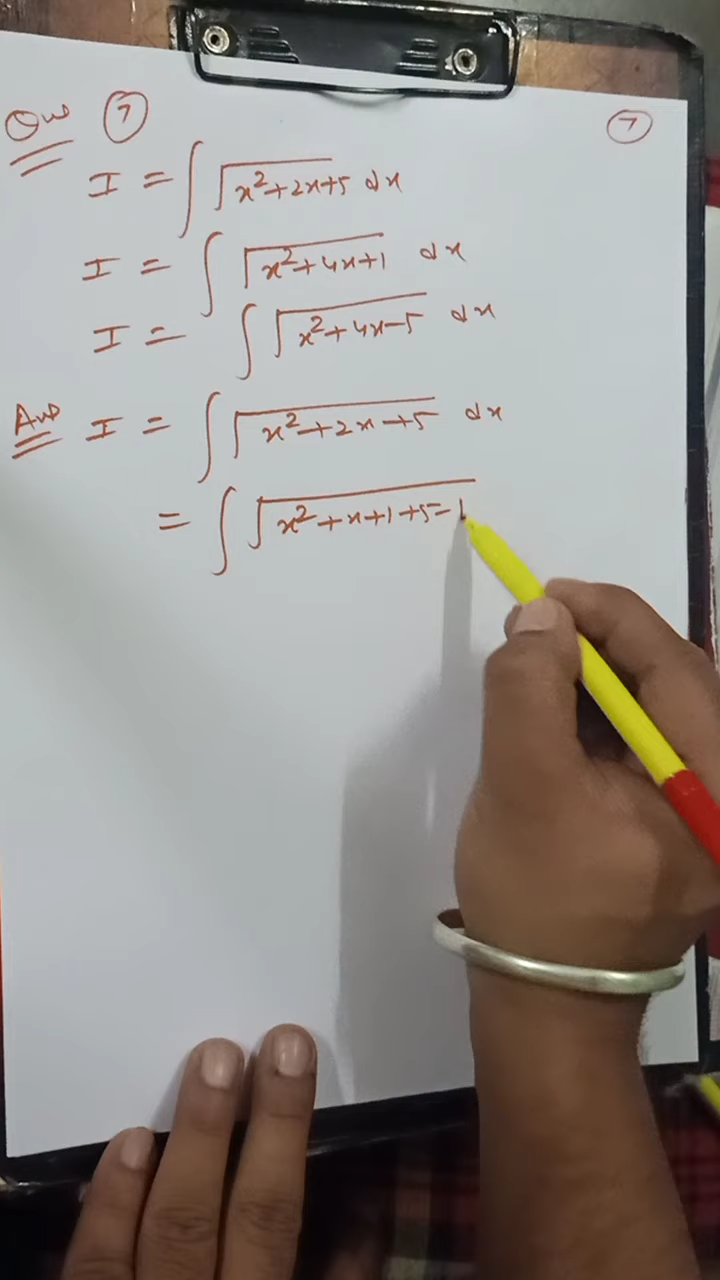 Que ⑦ ⑦
I = ∫ √x²+2x+5 dx
I = ∫ √x²+4x+1 dx
I = ∫ √x²+4x-5 dx
Ans I = ∫ √x²+2x+5 dx
= ∫ √x²+x+1+5-1